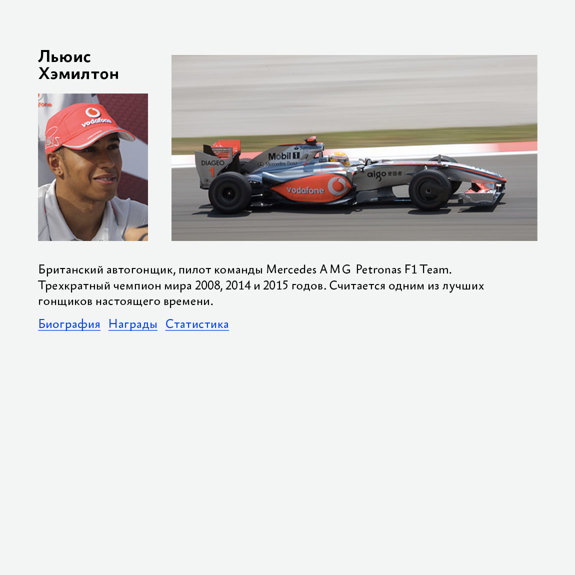 Льюис
Хэмилтон
vodafone
DIAGEO
Mobil 1
vodafone
aigo
Британский автогонщик, пилот команды Mercedes AMG Petronas F1 Team.
Трехкратный чемпион мира 2008, 2014 и 2015 годов. Считается одним из лучших
гонщиков настоящего времени.
Биография Награды Статистика